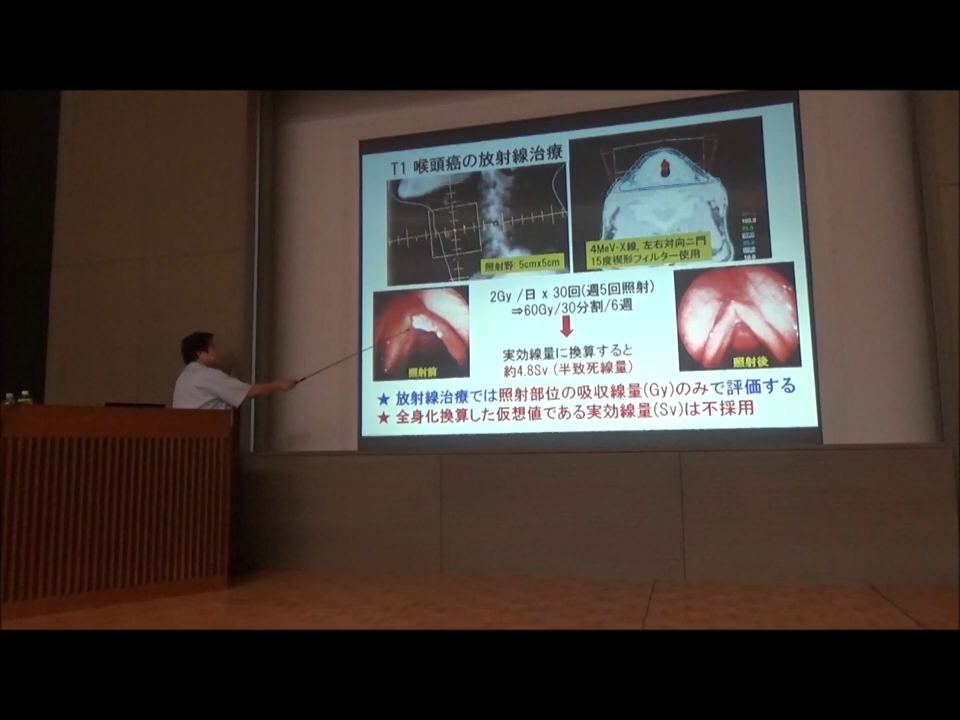 T1 喉頭癌の放射線治療
照射野: 5cmx5cm
4MeV-X線, 左右対向二門
15度楔形フィルター使用
100.0
2Gy /日 x 30回(週5回照射)
⇒60Gy/30分割/6週
実効線量に換算すると
約4.8Sv (半致死線量)
照射前
照射後
★ 放射線治療では照射部位の吸収線量(Gy)のみで評価する
★ 全身化換算した仮想値である実効線量(Sv)は不採用